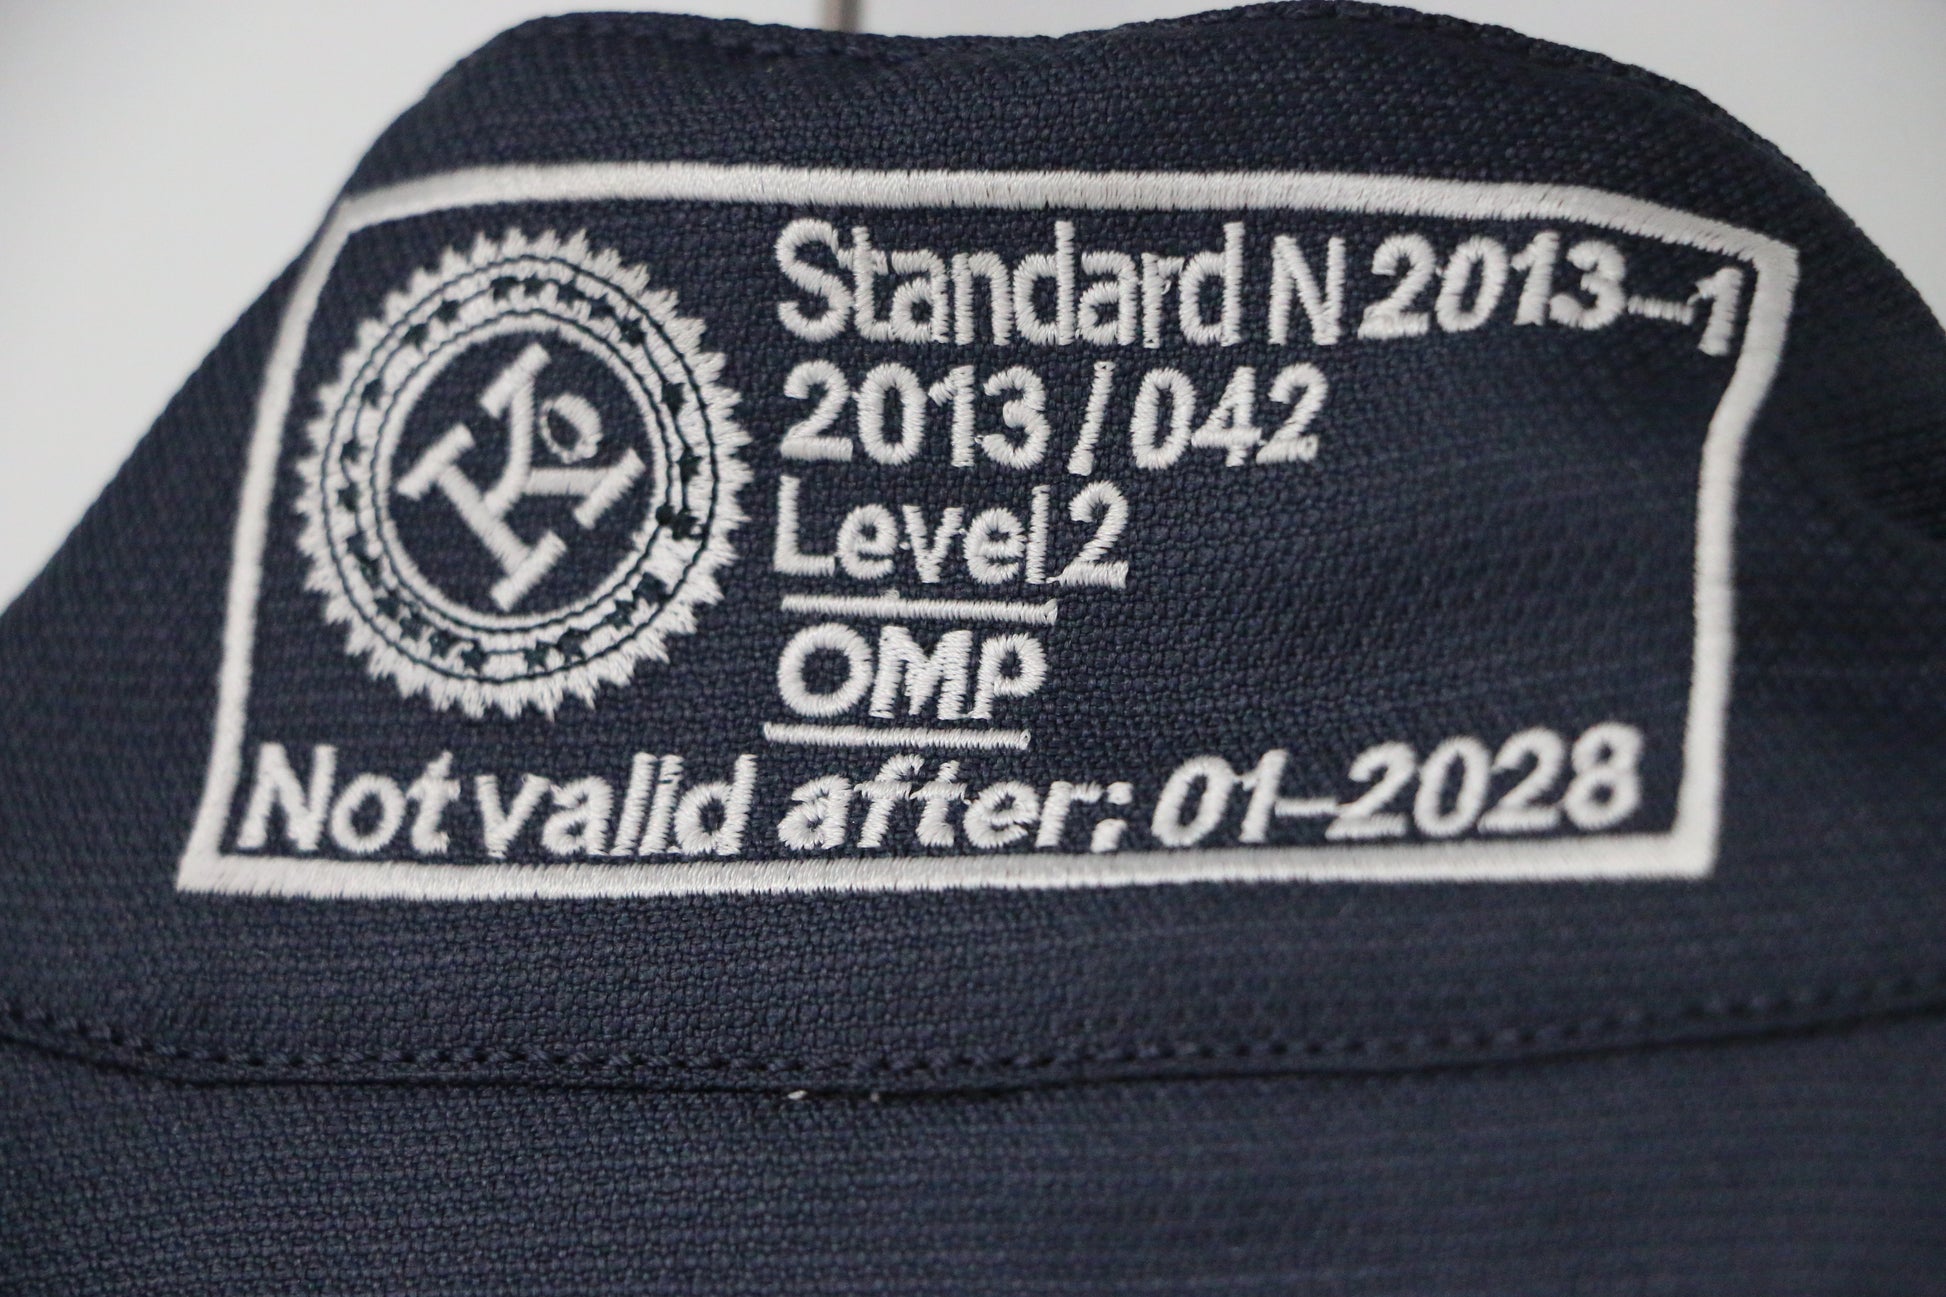 Standard N 2013-1
2013/042
Level 2
OMP
Not valid after: 01-2028
K